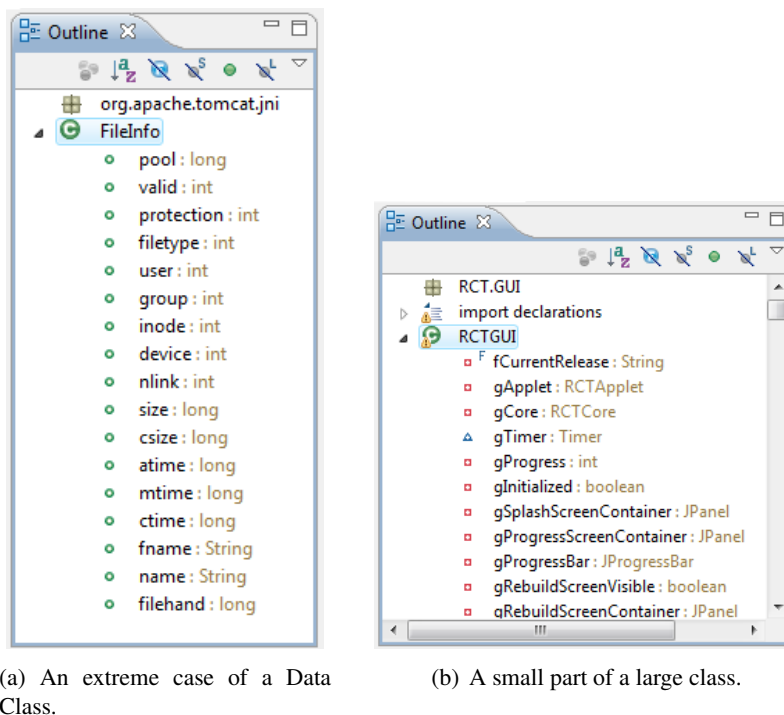 Outline
org.apache.tomcat.jni
FileInfo
pool : long
valid : int
protection : int
filetype : int
user : int
group : int
inode : int
device : int
nlink : int
size : long
csize : long
atime : long
mtime : long
ctime : long
fname : String
name : String
filehand : long
(a) An extreme case of a Data
Class.
Outline
RCT.GUI
import declarations
RCTGUI
F fCurrentRelease : String
gApplet : RCTApplet
gCore : RCTCore
gTimer : Timer
gProgress : int
gInitialized : boolean
gSplashScreenContainer : JPanel
gProgressScreenContainer : JPanel
gProgressBar : JProgressBar
gRebuildScreenVisible : boolean
gRebuildScreenContainer : JPanel
(b) A small part of a large class.